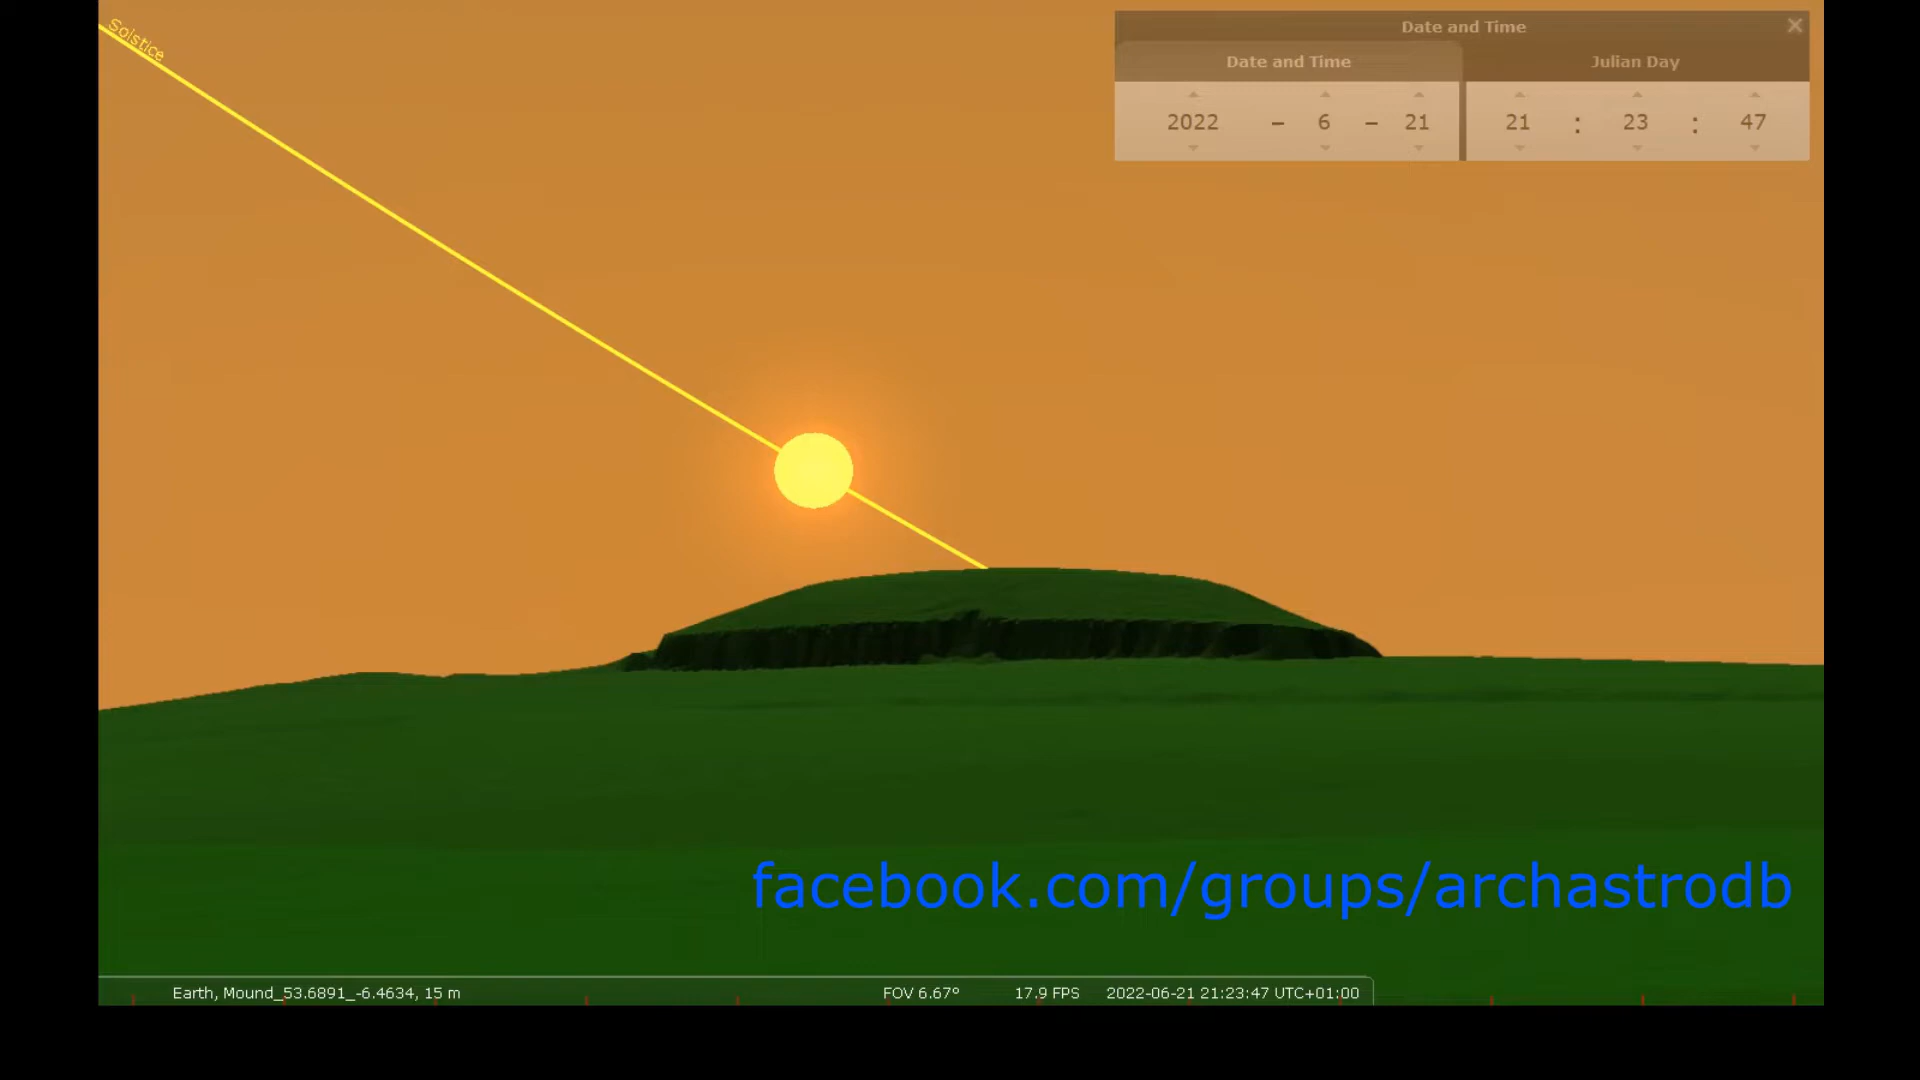 Solstice
Date and Time
Date and Time
Julian Day
2022 - 6 - 21
21 : 23 : 47
facebook.com/groups/archastrodb
Earth, Mound_53.6891_-6.4634, 15 m
FOV 6.67°
17.9 FPS
2022-06-21 21:23:47 UTC+01:00